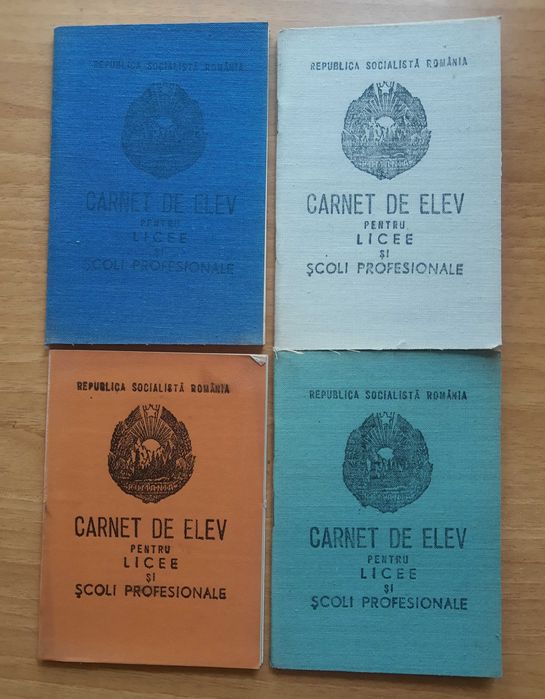 REPUBLICA SOCIALISTĂ ROMÂNIA
CARNET DE ELEV
PENTRU
LICEE
ŞI
ŞCOLI PROFESIONALE
REPUBLICA SOCIALISTĂ ROMÂNIA
CARNET DE ELEV
PENTRU
LICEE
ŞI
ŞCOLI PROFESIONALE
REPUBLICA SOCIALISTĂ ROMÂNIA
ROMANIA
CARNET DE ELEV
PENTRU
LICEE
ŞI
ŞCOLI PROFESIONALE
REPUBLICA SOCIALISTĂ ROMÂNIA
CARNET DE ELEV
PENTRU
LICEE
ŞI
ŞCOLI PROFESIONALE